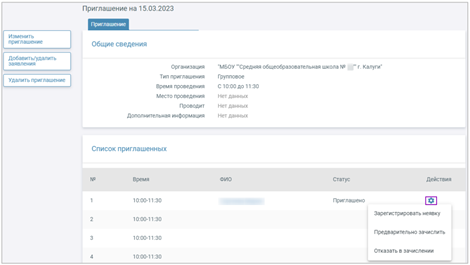 Приглашение на 15.03.2023
Приглашение
Изменить
приглашение
Добавить/удалить
заявления
Удалить приглашение
Общие сведения
Организация "МБОУ ""Средняя общеобразовательная школа № "" г. Калуги"
Тип приглашения Групповое
Время проведения С 10:00 до 11:30
Место проведения Нет данных
Проводит Нет данных
Дополнительная информация Нет данных
Список приглашенных
№ Время ФИО Статус Действия
1 10:00-11:30 Приглашено
Зарегистрировать неявку
2 10:00-11:30
Предварительно зачислить
3 10:00-11:30
Отказать в зачислении
4 10:00-11:30